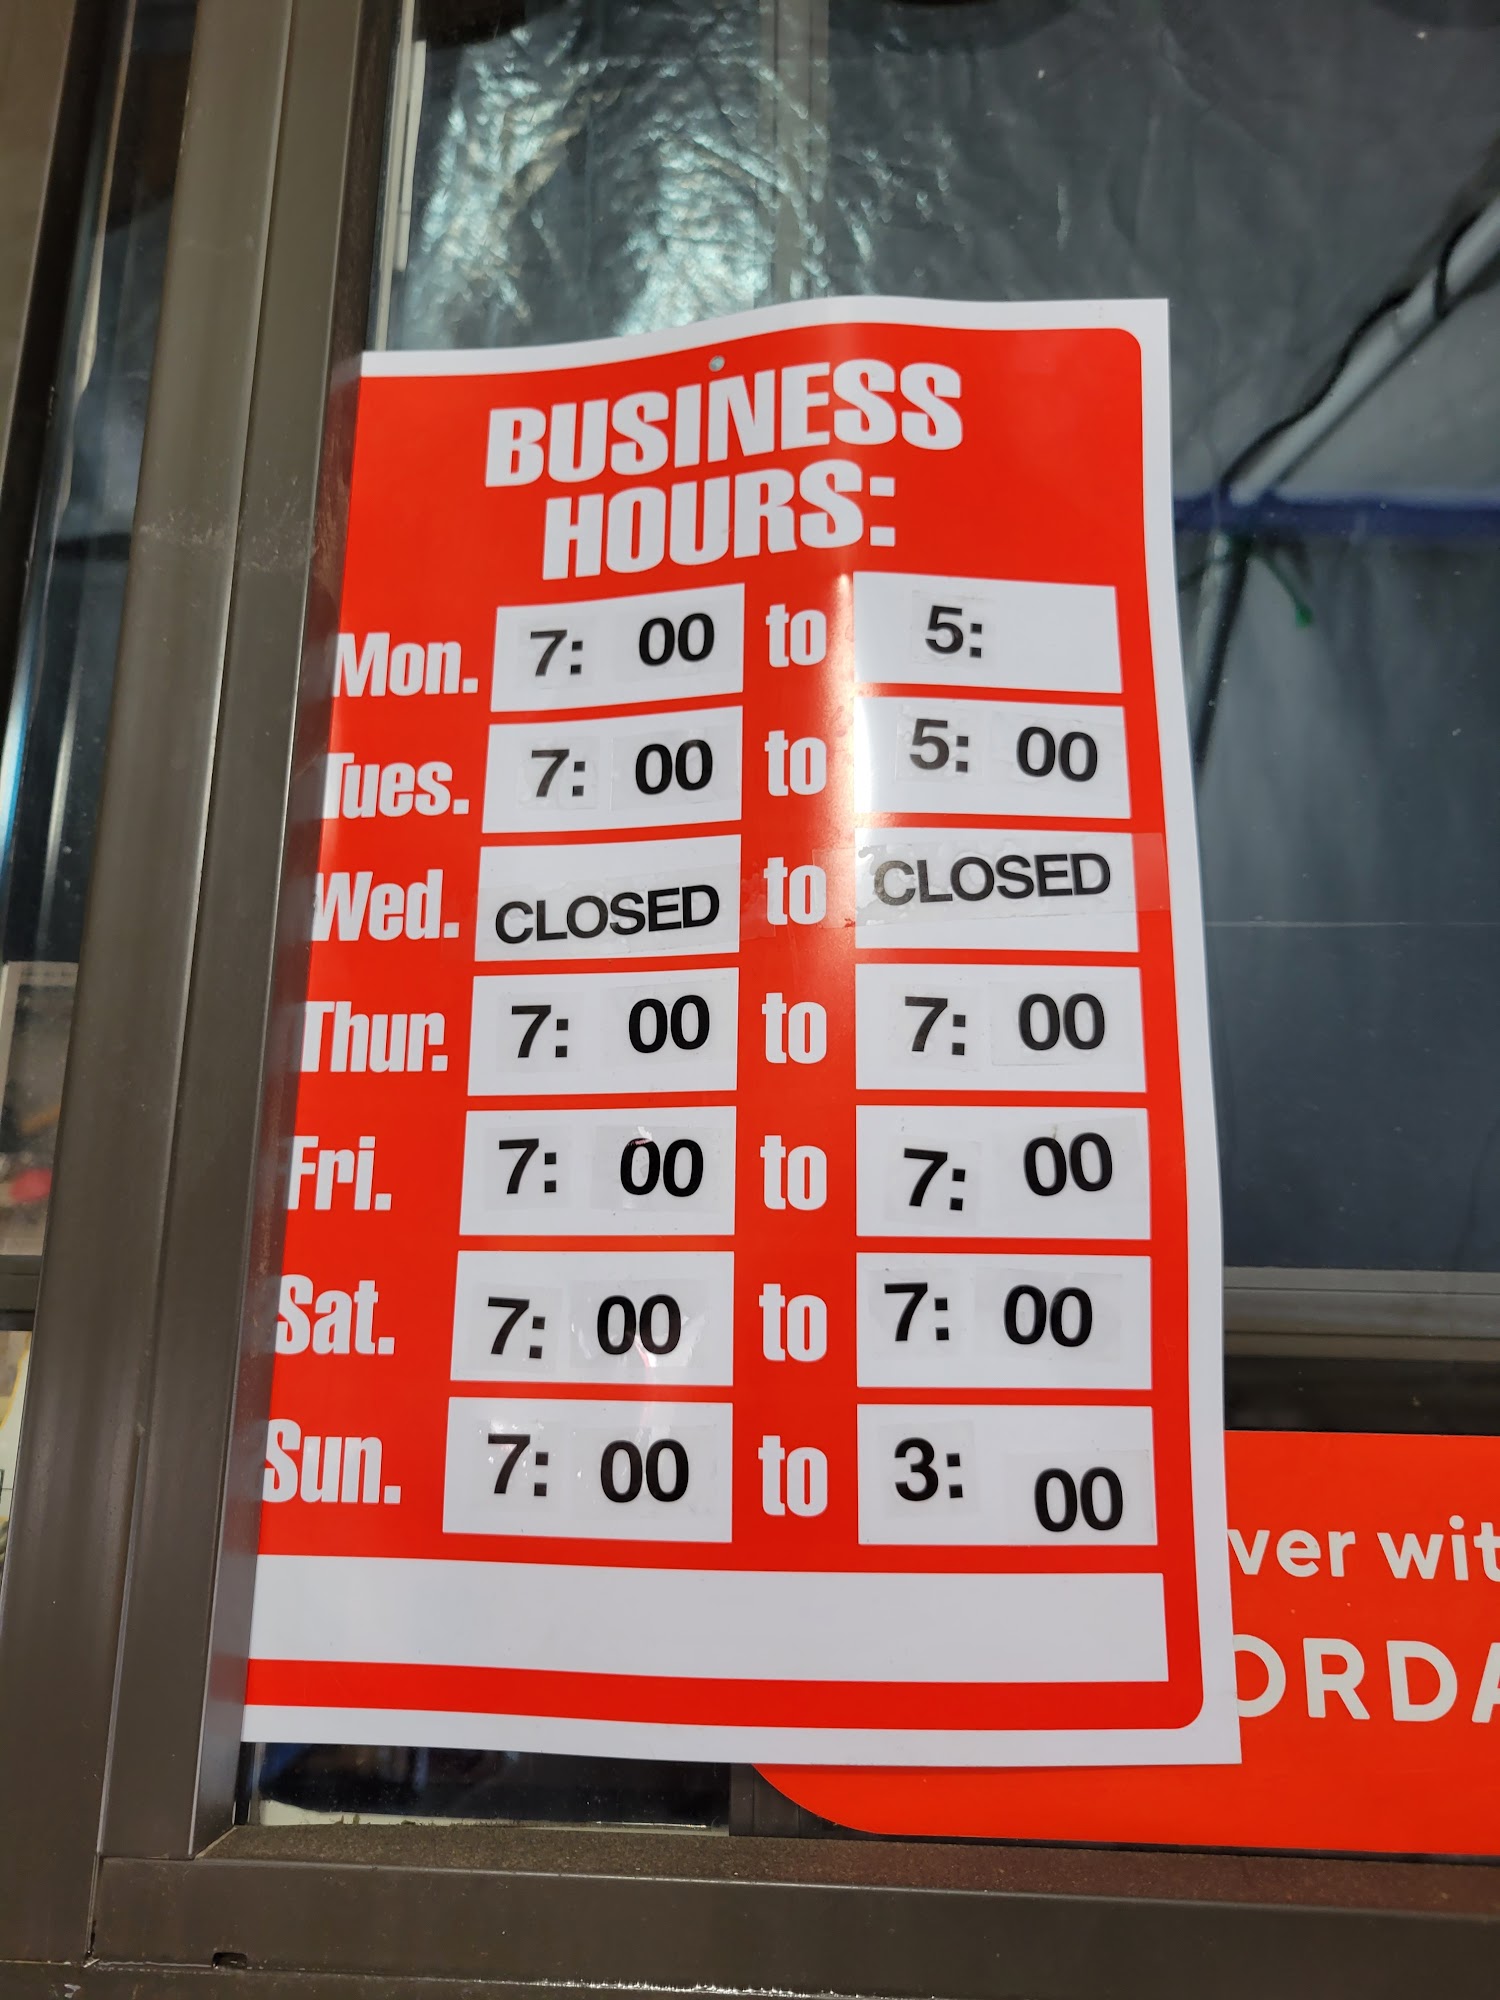 BUSINESS
HOURS:
Mon. 7: 00 to 5:
Tues. 7: 00 to 5: 00
Wed. CLOSED to CLOSED
Thur. 7: 00 to 7: 00
Fri. 7: 00 to 7: 00
Sat. 7: 00 to 7: 00
Sun. 7: 00 to 3: 00
ver wit
ORDA